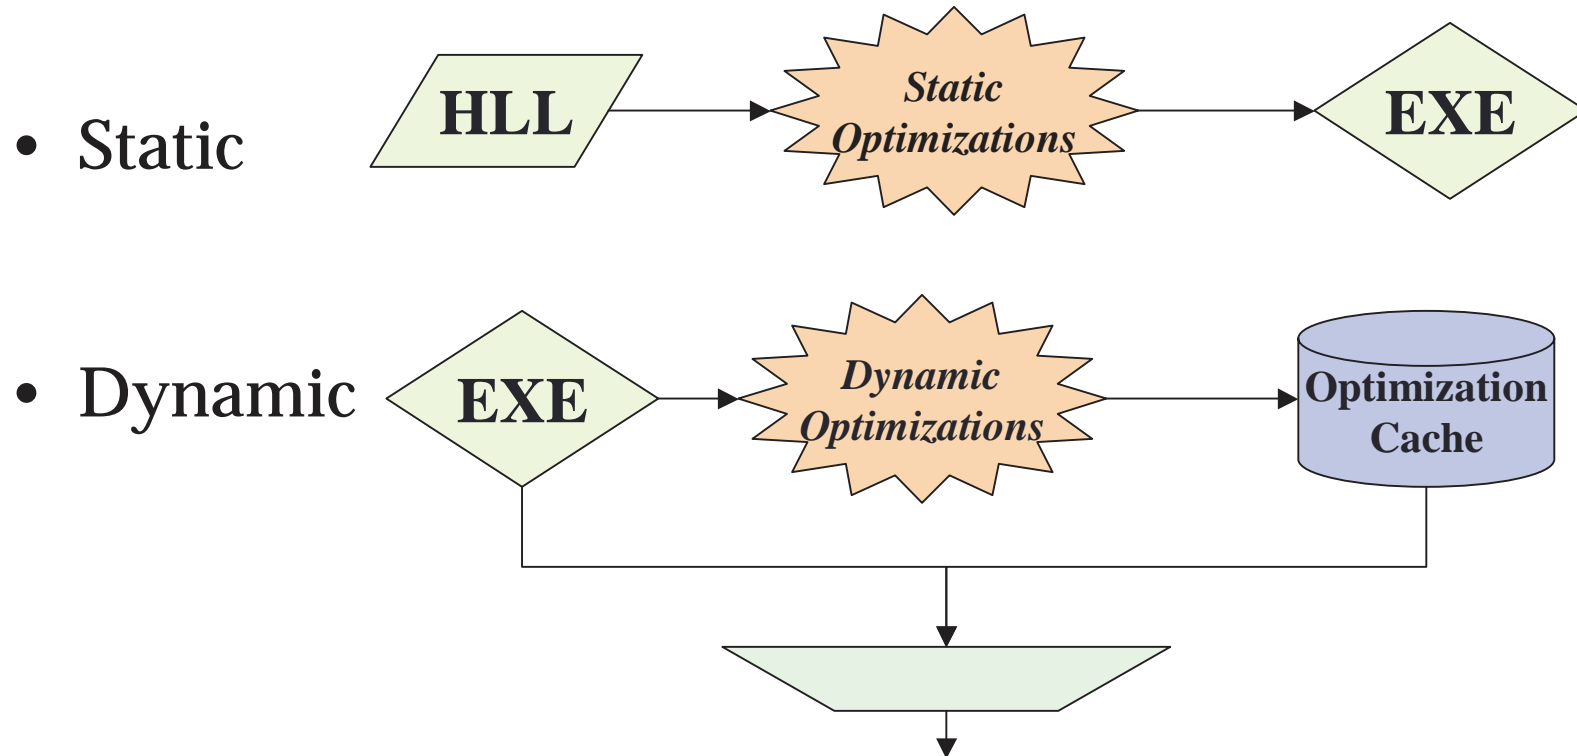 HLL
Static
Optimizations
EXE
• Static
EXE
Dynamic
Optimizations
Optimization
Cache
• Dynamic